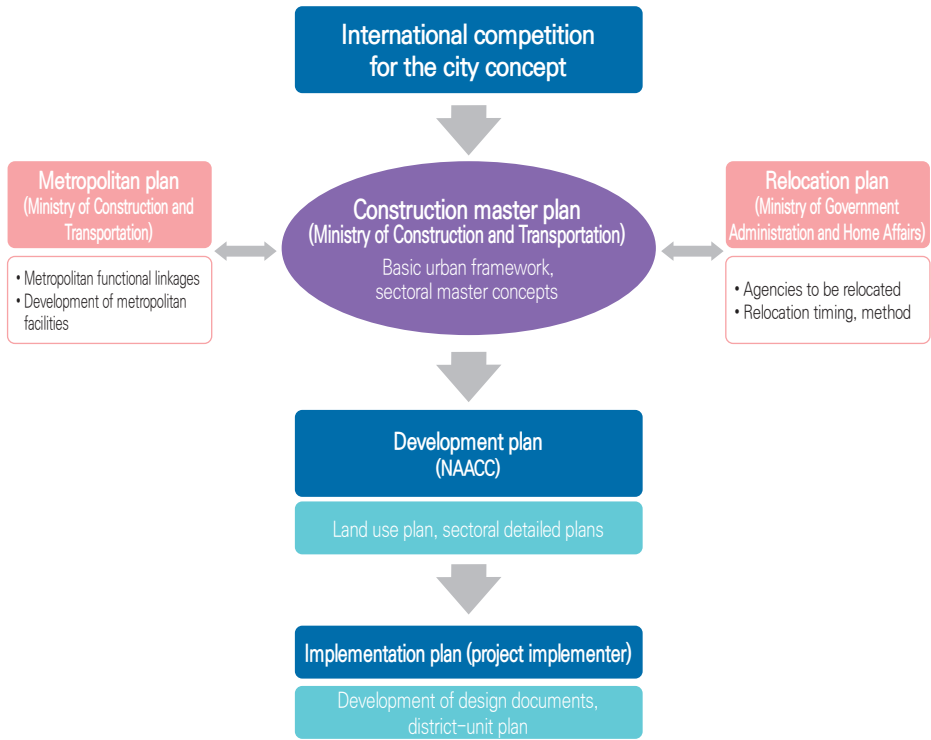 International competition
for the city concept
Metropolitan plan
(Ministry of Construction and
Transportation)
• Metropolitan functional linkages
• Development of metropolitan
facilities
Construction master plan
(Ministry of Construction and Transportation)
Basic urban framework,
sectoral master concepts
Relocation plan
(Ministry of Government
Administration and Home Affairs)
• Agencies to be relocated
• Relocation timing, method
Development plan
(NAACC)
Land use plan, sectoral detailed plans
Implementation plan (project implementer)
Development of design documents,
district-unit plan